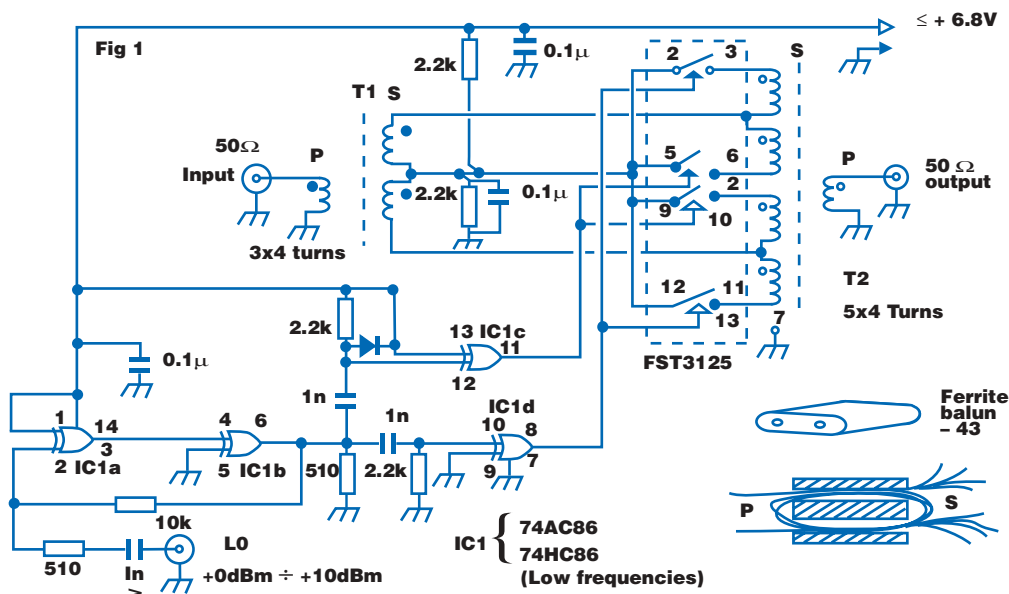 ≤ + 6.8V
Fig 1
2.2k
0.1μ
2
3
S
T1 S
50Ω
Input
P
5
6
P
50 Ω
output
2.2k
0.1μ
2
9
10
3x4 turns
12
11
T2
13
7
5x4 Turns
2.2k
13 IC1c
11
0.1μ
12
FST3125
1n
1n
IC1d
Ferrite
balun
– 43
1
14
4
6
10
8
3
7
2 IC1a
5 IC1b
510
2.2k
9
P
S
10k
IC1 { 74AC86
74HC86
(Low frequencies)
L0
510
In
+0dBm ÷ +10dBm